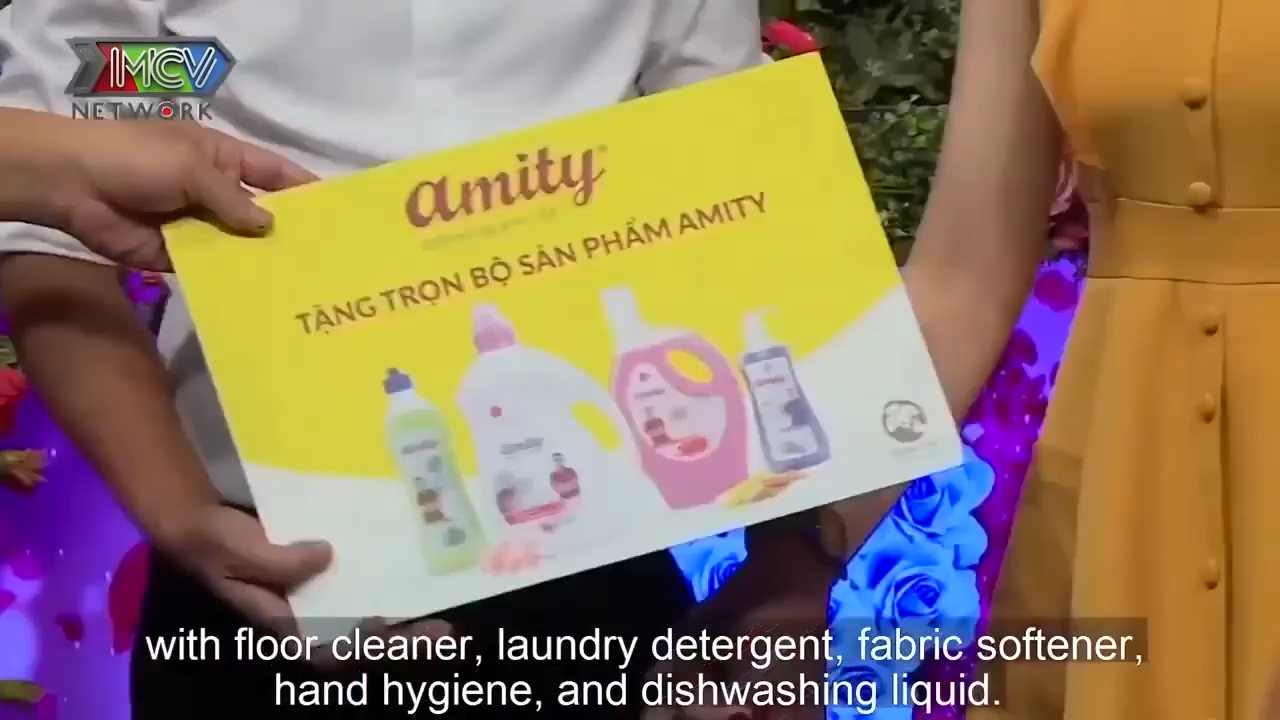 MCV
NETWORK
amity
TẶNG TRỌN BỘ SẢN PHẨM AMITY
with floor cleaner, laundry detergent, fabric softener,
hand hygiene, and dishwashing liquid.